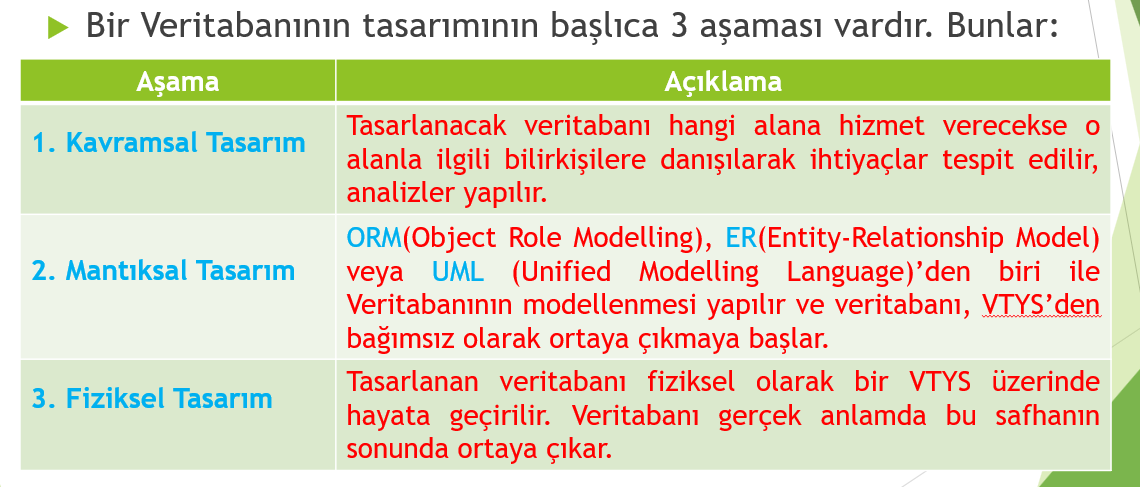 Bir Veritabanının tasarımının başlıca 3 aşaması vardır. Bunlar:
Aşama
Açıklama
1. Kavramsal Tasarım
Tasarlanacak veritabanı hangi alana hizmet verecekse o
alanla ilgili bilirkişilere danışılarak ihtiyaçlar tespit edilir,
analizler yapılır.
2. Mantıksal Tasarım
ORM(Object Role Modelling), ER(Entity-Relationship Model)
veya UML (Unified Modelling Language)’den biri ile
Veritabanının modellenmesi yapılır ve veritabanı, VTYS’den
bağımsız olarak ortaya çıkmaya başlar.
3. Fiziksel Tasarım
Tasarlanan veritabanı fiziksel olarak bir VTYS üzerinde
hayata geçirilir. Veritabanı gerçek anlamda bu safhanın
sonunda ortaya çıkar.